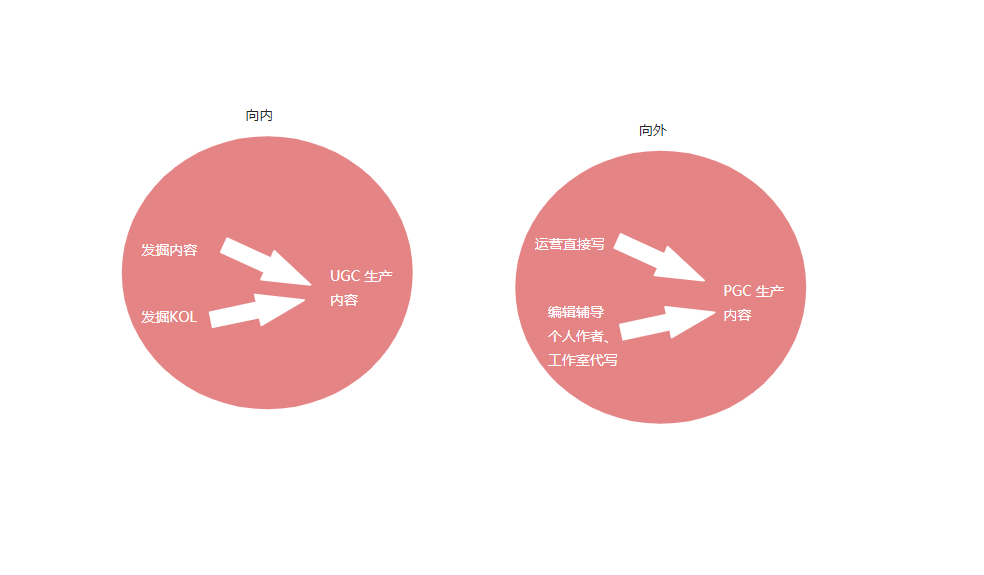 向内
发掘内容
发掘KOL
UGC 生产
内容
向外
运营直接写
编辑辅导
个人作者、
工作室代写
PGC 生产
内容